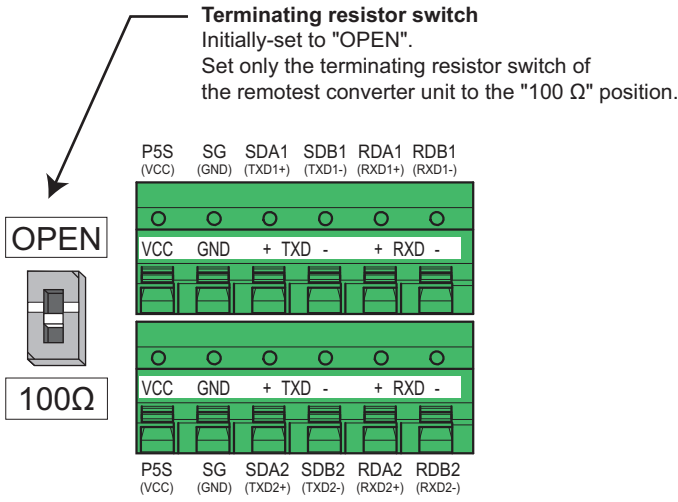 Terminating resistor switch
Initially-set to "OPEN".
Set only the terminating resistor switch of
the remotest converter unit to the "100 Ω" position.
P5S SG SDA1 SDB1 RDA1 RDB1
(VCC) (GND) (TXD1+) (TXD1-) (RXD1+) (RXD1-)
OPEN
VCC GND + TXD - + RXD -
100Ω
VCC GND + TXD - + RXD -
P5S SG SDA2 SDB2 RDA2 RDB2
(VCC) (GND) (TXD2+) (TXD2-) (RXD2+) (RXD2-)